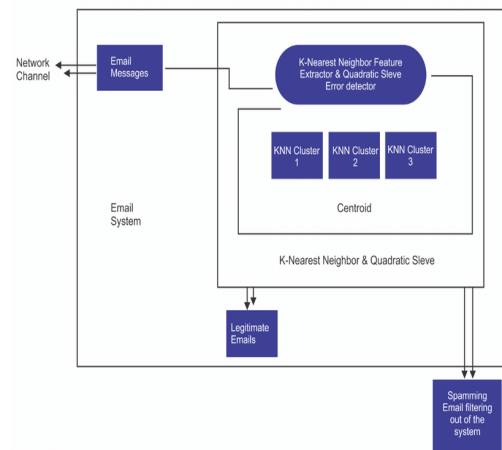 Network
Channel
Email
Messages
K-Nearest Neighbor Feature
Extractor & Quadratic Sleve
Error detector
KNN Cluster
1
KNN Cluster
2
KNN Cluster
3
Email
System
Centroid
K-Nearest Neighbor & Quadratic Sleve
Legitimate
Emails
Spamming
Email filtering
out of the
system